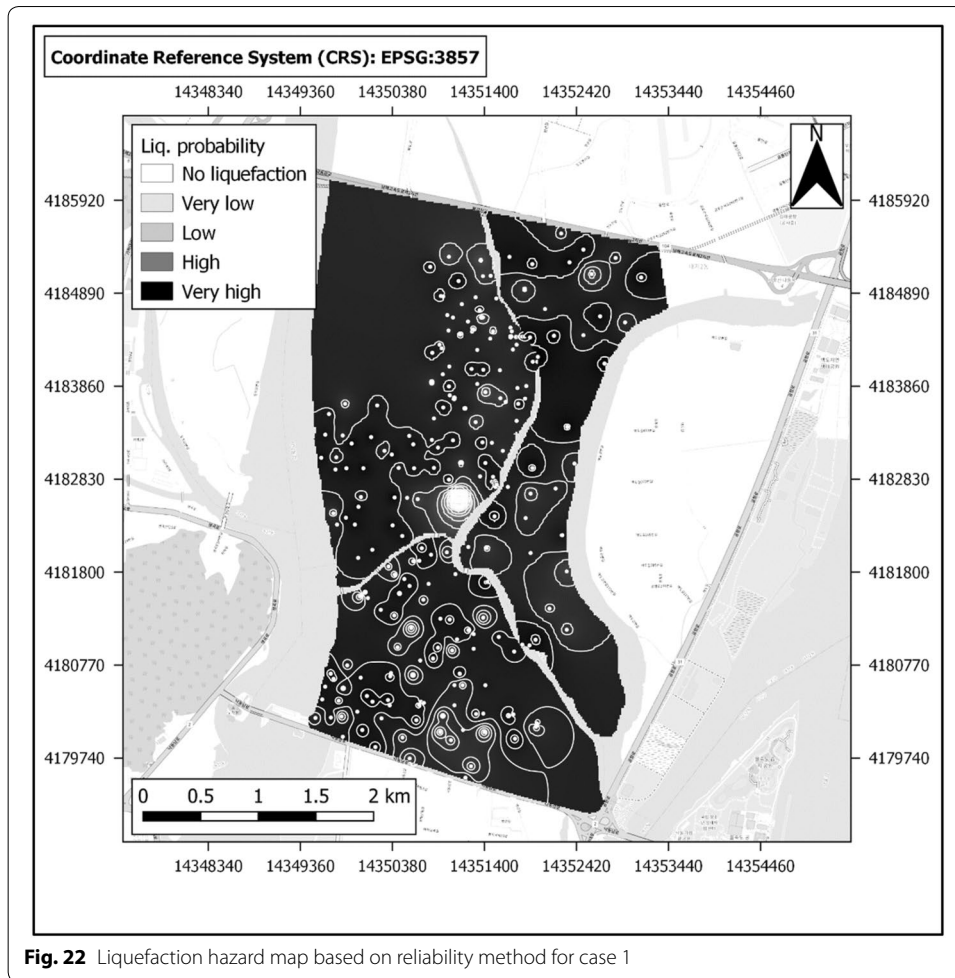 Coordinate Reference System (CRS): EPSG:3857
14348340 14349360 14350380 14351400 14352420 14353440 14354460
Liq. probability
No liquefaction
Very low
Low
High
Very high
N
4185920 4185920
4184890 4184890
4183860 4183860
4182830 4182830
4181800 4181800
4180770 4180770
4179740 4179740
0 0.5 1 1.5 2 km
14348340 14349360 14350380 14351400 14352420 14353440 14354460
Fig. 22 Liquefaction hazard map based on reliability method for case 1